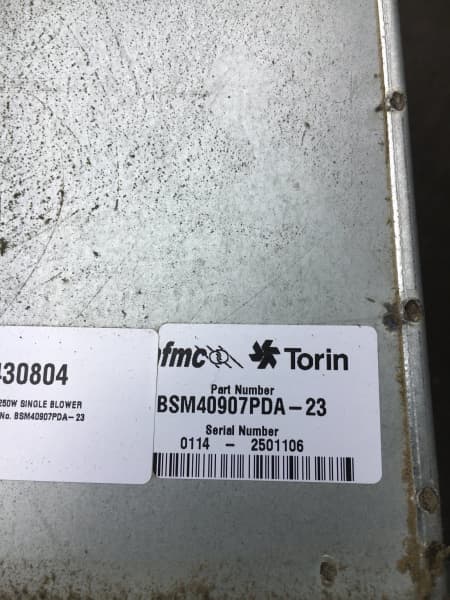 430804
250W SINGLE BLOWER
No. BSM40907PDA-23
fmc Torin
Part Number
BSM40907PDA-23
Serial Number
0114 - 2501106